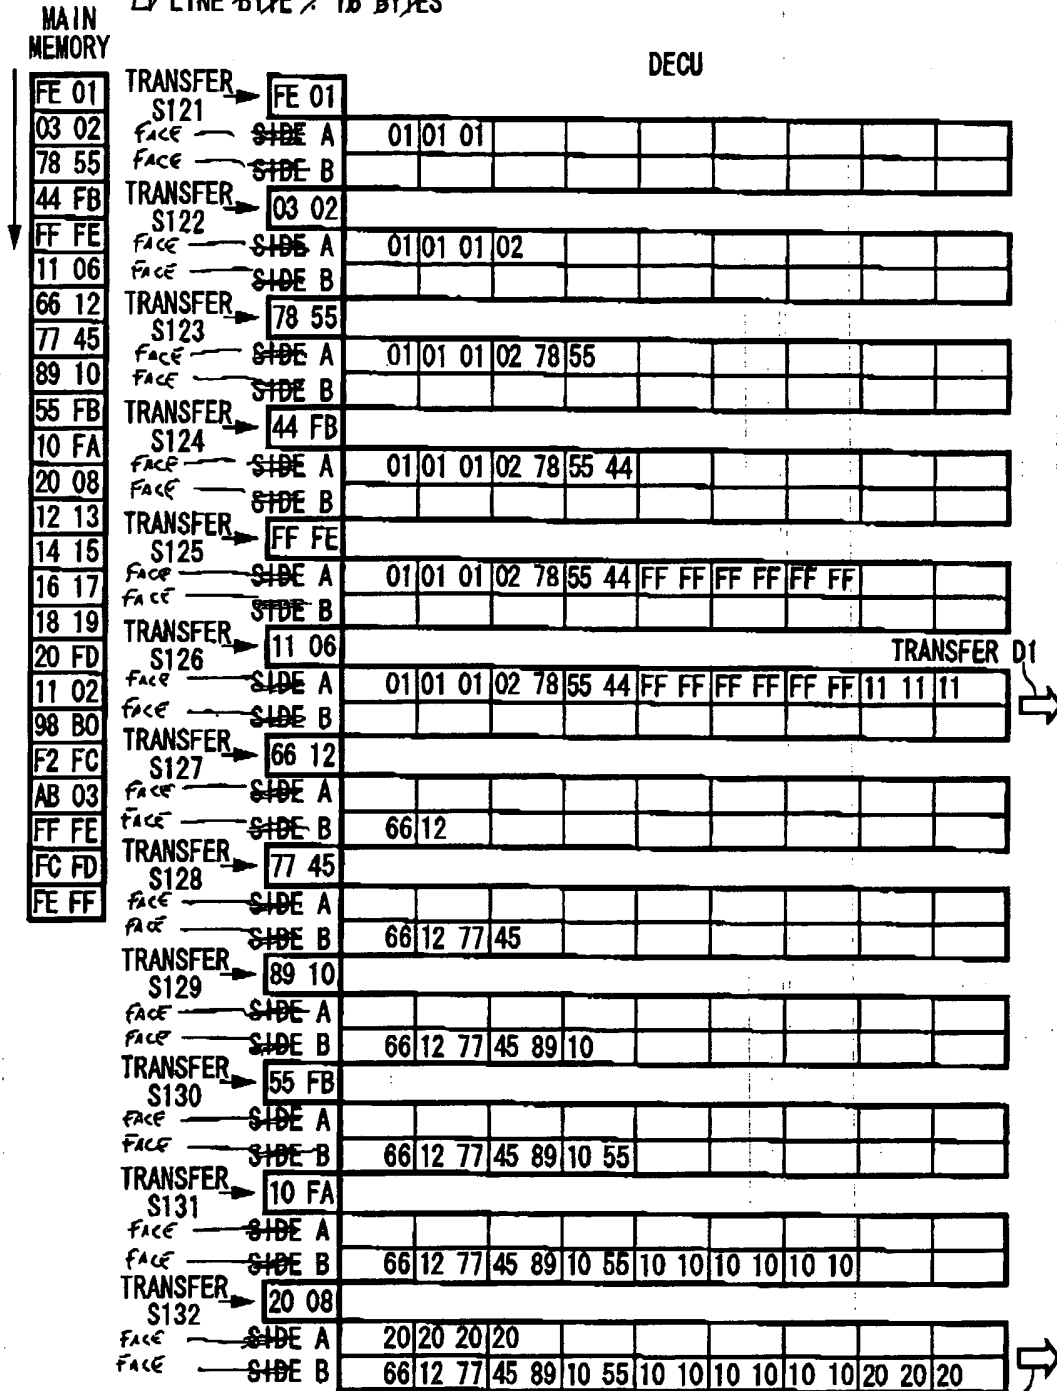 LINE BYTE 16 BYTES
MAIN
MEMORY
DECU
FE 01
03 02
78 55
44 FB
FF FE
11 06
66 12
77 45
89 10
55 FB
10 FA
20 08
12 13
14 15
16 17
18 19
20 FD
11 02
98 B0
F2 FC
AB 03
FF FE
FC FD
FE FF
TRANSFER
S121
FE 01
FACE SIDE A 01 01 01
FACE SIDE B
TRANSFER
S122
03 02
FACE SIDE A 01 01 01 02
FACE SIDE B
TRANSFER
S123
78 55
FACE SIDE A 01 01 01 02 78 55
FACE SIDE B
TRANSFER
S124
44 FB
FACE SIDE A 01 01 01 02 78 55 44
FACE SIDE B
TRANSFER
S125
FF FE
FACE SIDE A 01 01 01 02 78 55 44 FF FF FF FF FF FF
FACE SIDE B
TRANSFER
S126
11 06
TRANSFER D1
FACE SIDE A 01 01 01 02 78 55 44 FF FF FF FF FF FF 11 11 11
FACE SIDE B
TRANSFER
S127
66 12
FACE SIDE A
FACE SIDE B 66 12
TRANSFER
S128
77 45
FACE SIDE A
FACE SIDE B 66 12 77 45
TRANSFER
S129
89 10
FACE SIDE A
FACE SIDE B 66 12 77 45 89 10
TRANSFER
S130
55 FB
FACE SIDE A
FACE SIDE B 66 12 77 45 89 10 55
TRANSFER
S131
10 FA
FACE SIDE A
FACE SIDE B 66 12 77 45 89 10 55 10 10 10 10 10 10
TRANSFER
S132
20 08
FACE SIDE A 20 20 20 20
FACE SIDE B 66 12 77 45 89 10 55 10 10 10 10 10 10 20 20 20